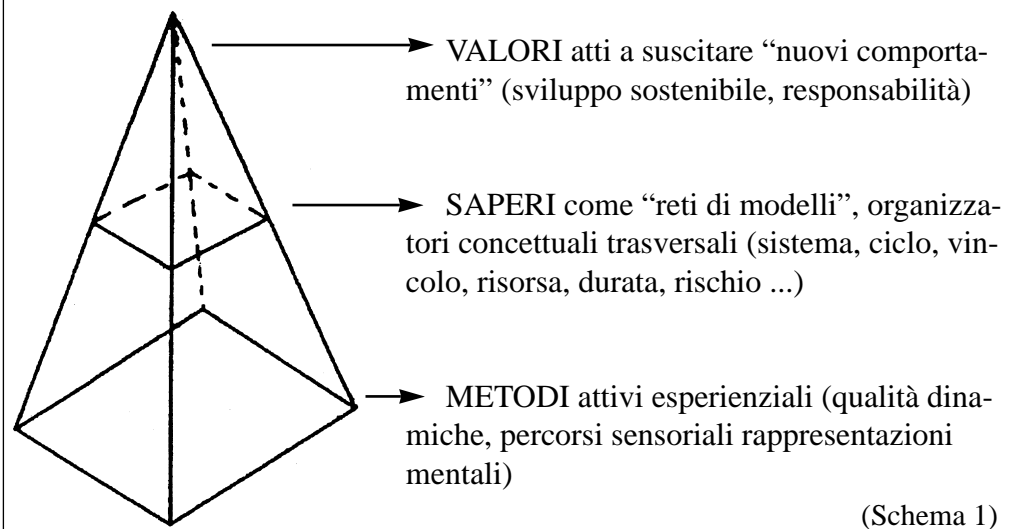 VALORI atti a suscitare “nuovi comporta-
menti” (sviluppo sostenibile, responsabilità)
SAPERI come “reti di modelli”, organizza-
tori concettuali trasversali (sistema, ciclo, vin-
colo, risorsa, durata, rischio ...)
METODI attivi esperienziali (qualità dina-
miche, percorsi sensoriali rappresentazioni
mentali)
(Schema 1)